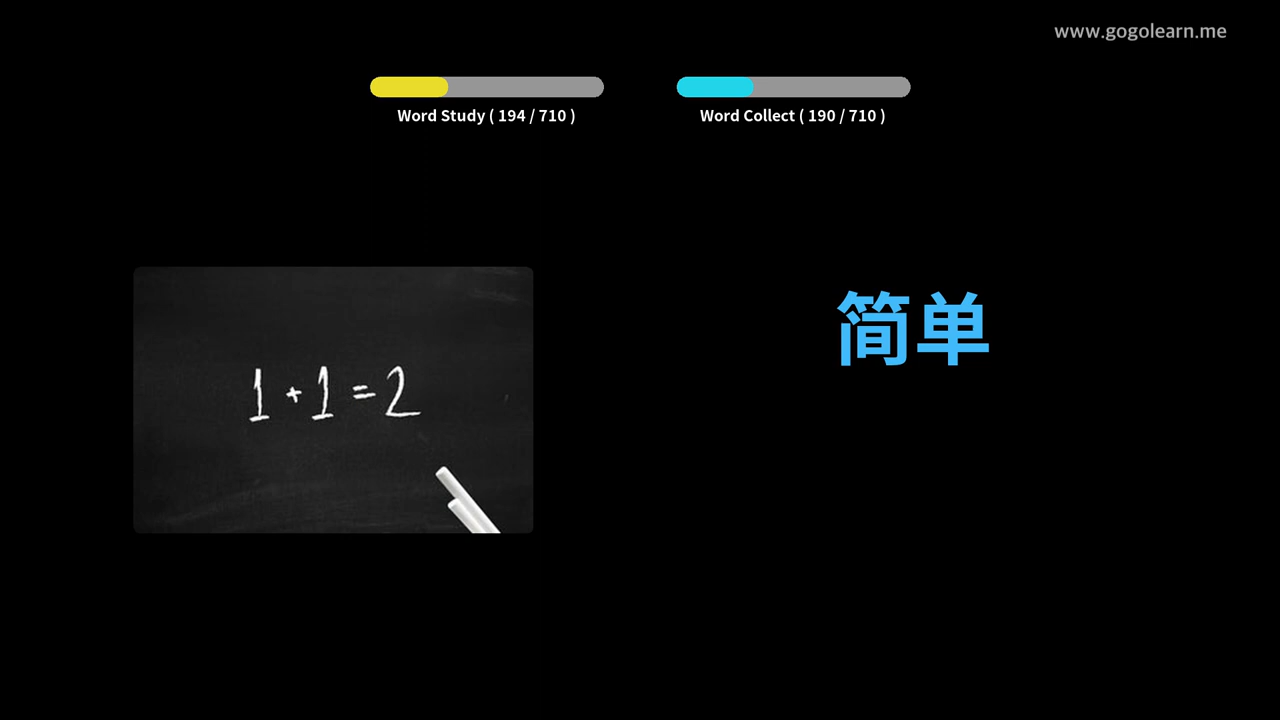 www.gogolearn.me
Word Study ( 194 / 710 )
Word Collect ( 190 / 710 )
简单
1 + 1 = 2